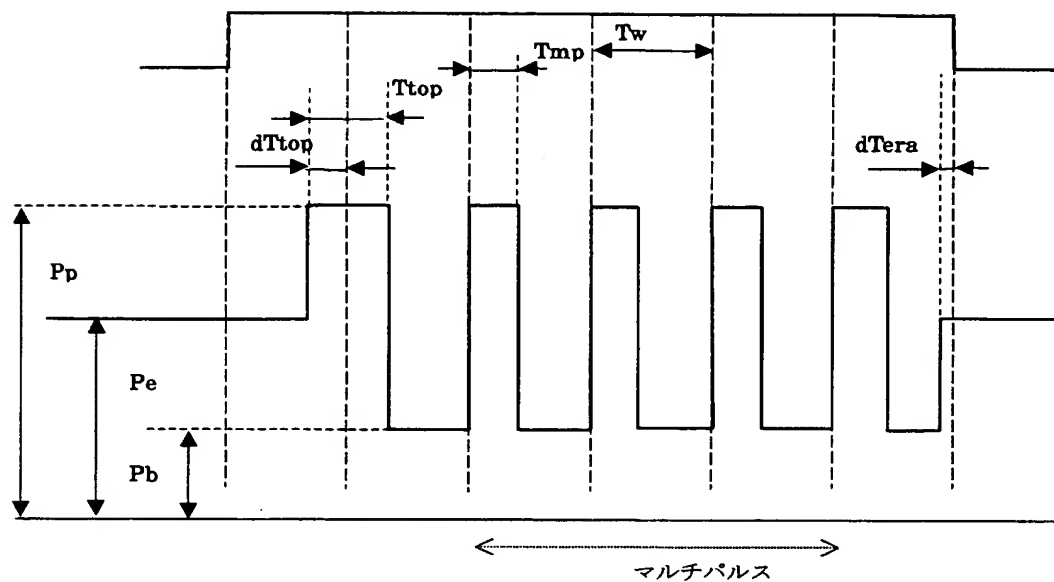 Tw
Tmp
Ttop
dTtop
dTera
Pp
Pe
Pb
マルチパルス